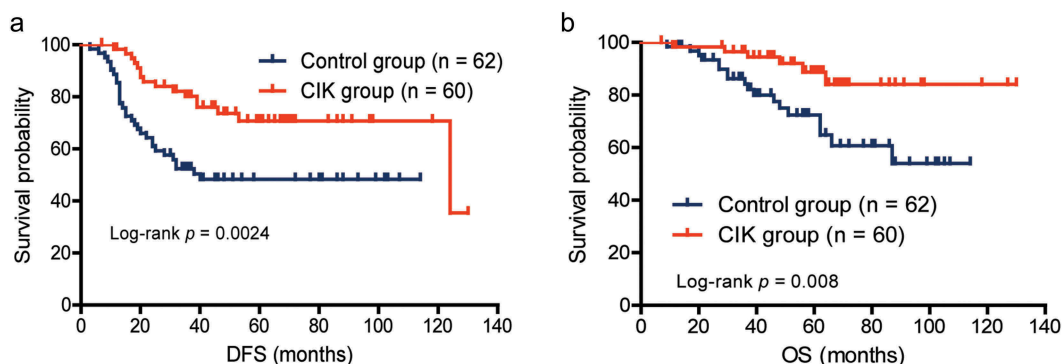 a
100
80
60
40
20
0
Survival probability
Control group (n = 62)
CIK group (n = 60)
Log-rank p = 0.0024
0 20 40 60 80 100 120 140
DFS (months)
b
100
80
60
40
20
0
Survival probability
Control group (n = 62)
CIK group (n = 60)
Log-rank p = 0.008
0 20 40 60 80 100 120 140
OS (months)